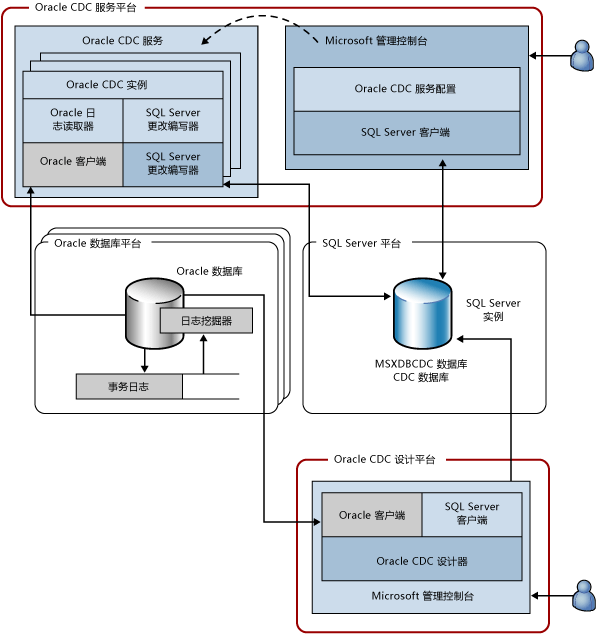 Oracle CDC 服务平台
Oracle CDC 服务
Oracle CDC 实例
Oracle 日
志读取器
SQL Server
更改编写器
Oracle 客户端
SQL Server
更改编写器
Microsoft 管理控制台
Oracle CDC 服务配置
SQL Server 客户端
Oracle 数据库平台
Oracle 数据库
日志挖掘器
事务日志
SQL Server 平台
SQL Server
实例
MSXDBCDC 数据库
CDC 数据库
Oracle CDC 设计平台
Oracle 客户端
SQL Server
客户端
Oracle CDC 设计器
Microsoft 管理控制台